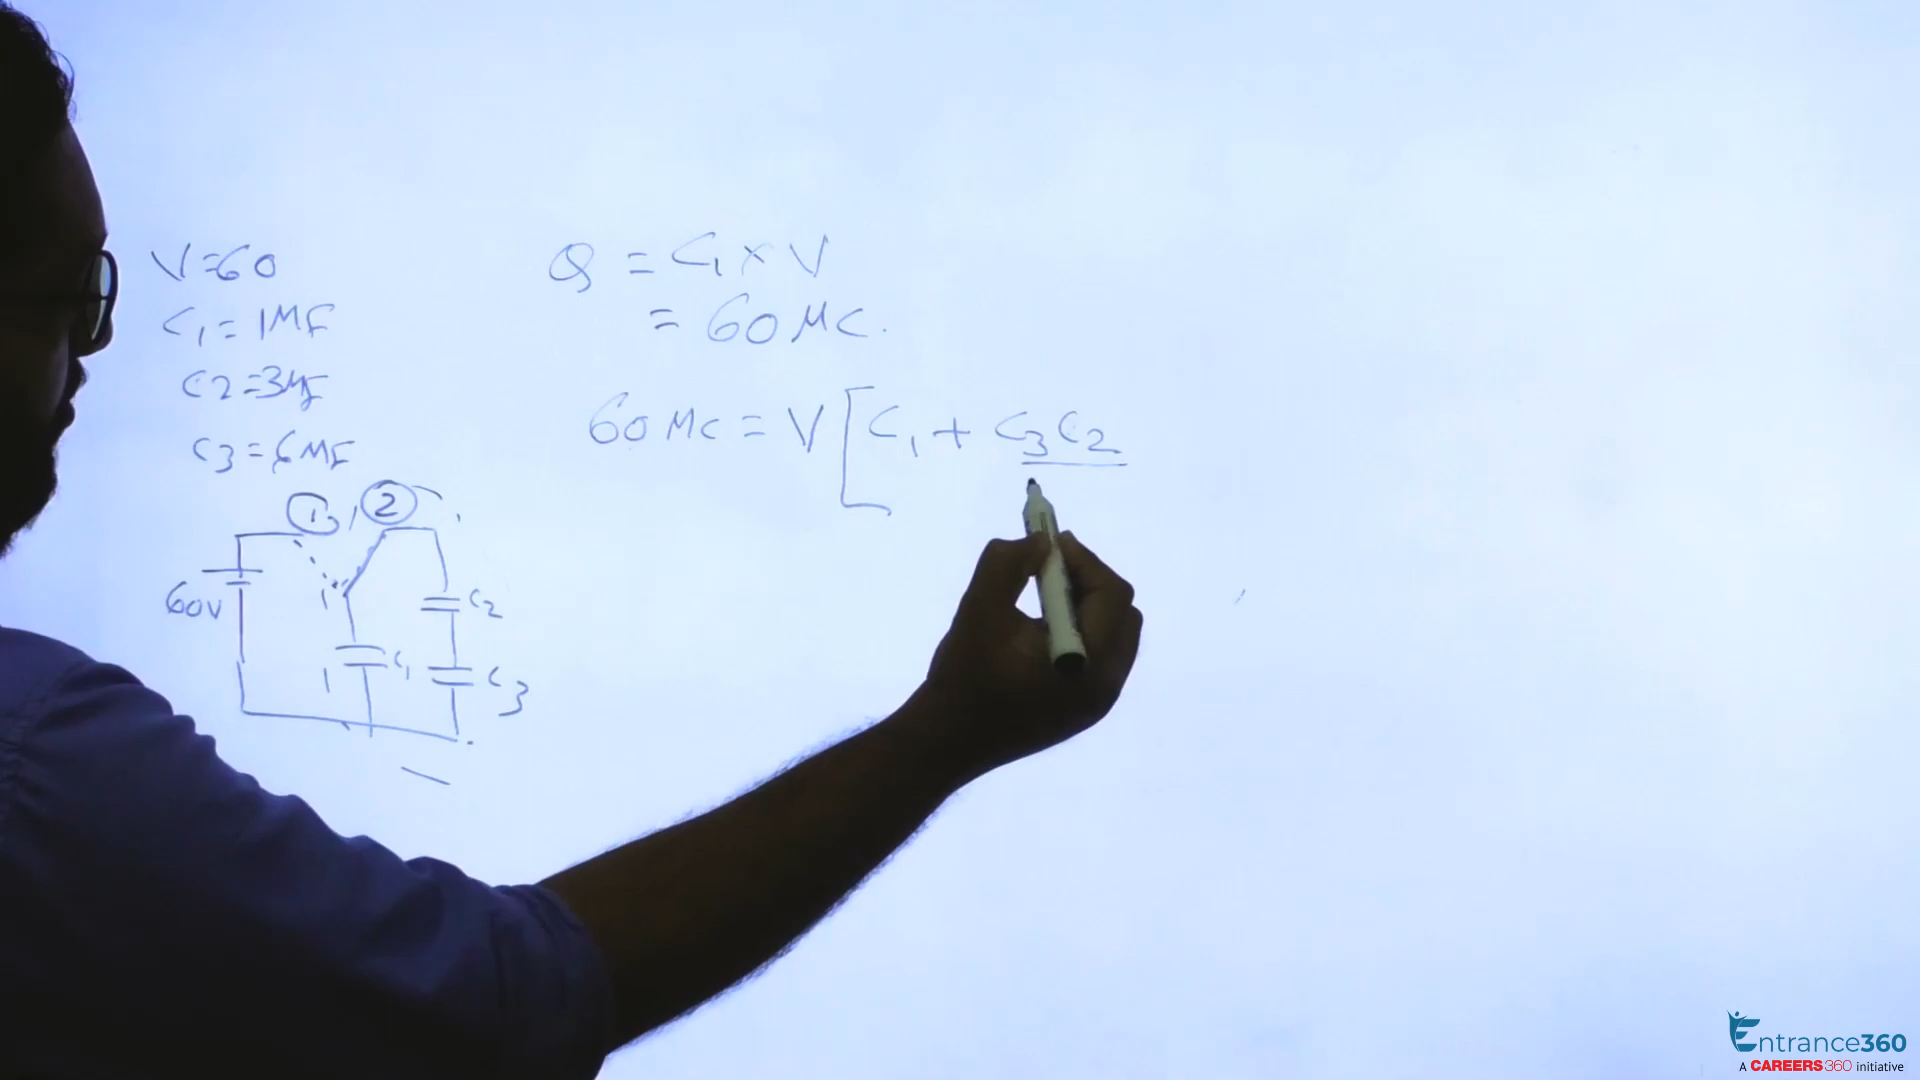 V=60
C1=1MF
C2=3MF
C3=6MF
Q = C1×V
= 60 MC.
60 MC = V [C1 + C3C2
1 2
60V
C2
C1
C3
Entrance360
A CAREERS360 initiative